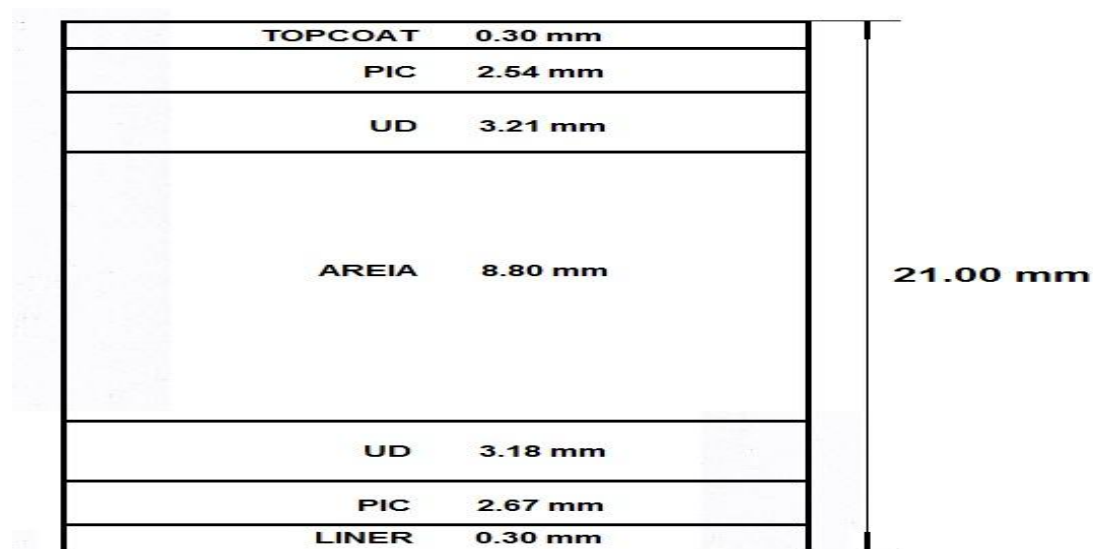 TOPCOAT 0.30 mm
PIC 2.54 mm
UD 3.21 mm
AREIA 8.80 mm
21.00 mm
UD 3.18 mm
PIC 2.67 mm
LINER 0.30 mm